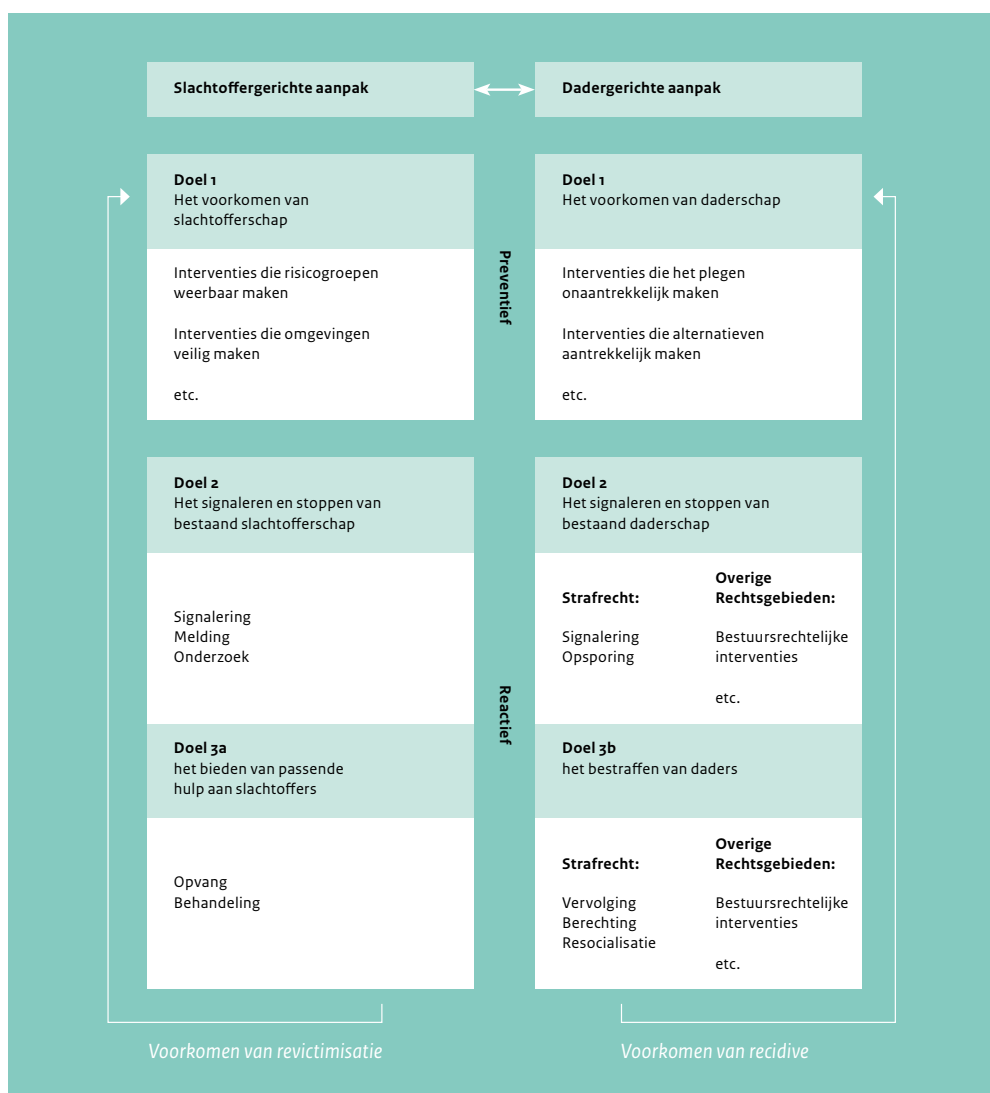 Slachtoffergerichte aanpak
Dadergerichte aanpak
Doel 1
Het voorkomen van
slachtofferschap
Interventies die risicogroepen
weerbaar maken
Interventies die omgevingen
veilig maken
etc.
Preventief
Doel 1
Het voorkomen van daderschap
Interventies die het plegen
onaantrekkelijk maken
Interventies die alternatieven
aantrekkelijk maken
etc.
Doel 2
Het signaleren en stoppen van
bestaand slachtofferschap
Signalering
Melding
Onderzoek
Doel 2
Het signaleren en stoppen van
bestaand daderschap
Strafrecht:
Signalering
Opsporing
Overige
Rechtsgebieden:
Bestuursrechtelijke
interventies
etc.
Reactief
Doel 3a
het bieden van passende
hulp aan slachtoffers
Opvang
Behandeling
Doel 3b
het bestraffen van daders
Strafrecht:
Vervolging
Berechting
Resocialisatie
Overige
Rechtsgebieden:
Bestuursrechtelijke
interventies
etc.
Voorkomen van revictimisatie
Voorkomen van recidive